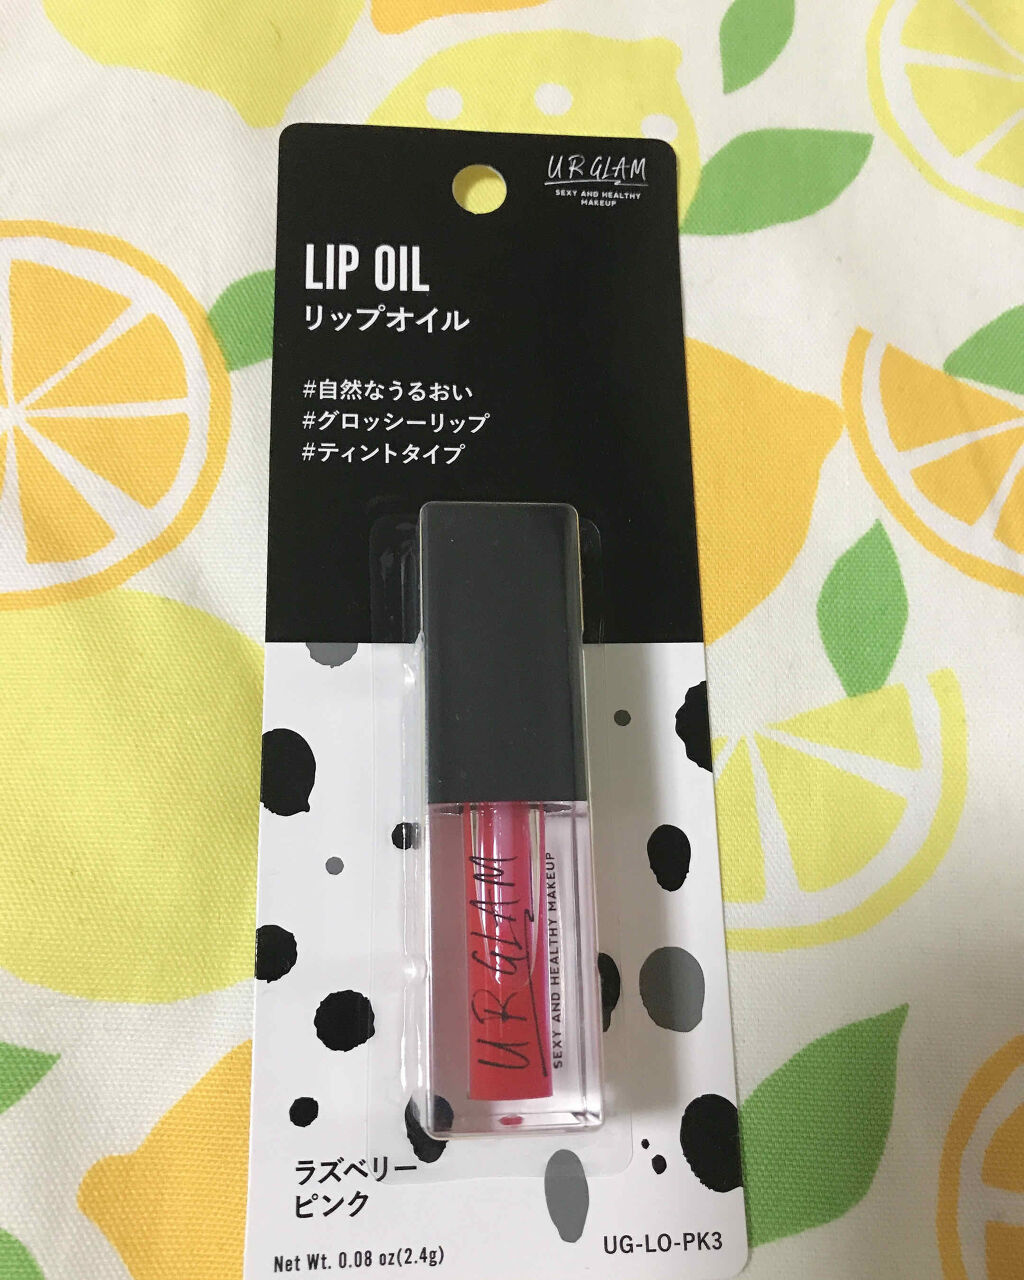 UR GLAM
SEXY AND HEALTHY
MAKEUP
LIP OIL
リップオイル
#自然なうるおい
#グロッシーリップ
#ティントタイプ
UR GLAM
SEXY AND HEALTHY MAKEUP
ラズベリー
ピンク
Net Wt. 0.08 oz(2.4g)
UG-LO-PK3